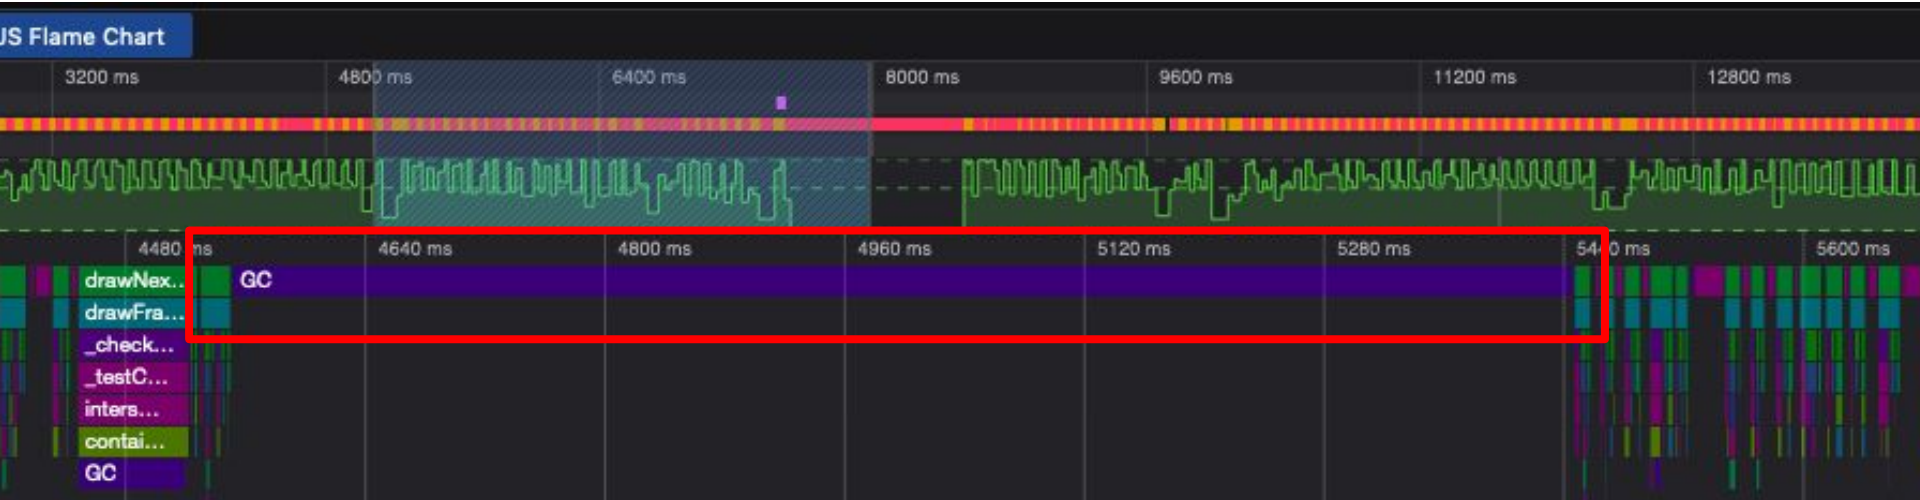 JS Flame Chart
3200 ms 4800 ms 6400 ms 8000 ms 9600 ms 11200 ms 12800 ms
4480 ms 4640 ms 4800 ms 4960 ms 5120 ms 5280 ms 5440 ms 5600 ms
drawNex... GC
drawFra...
_check...
_testC...
inters...
contai...
GC